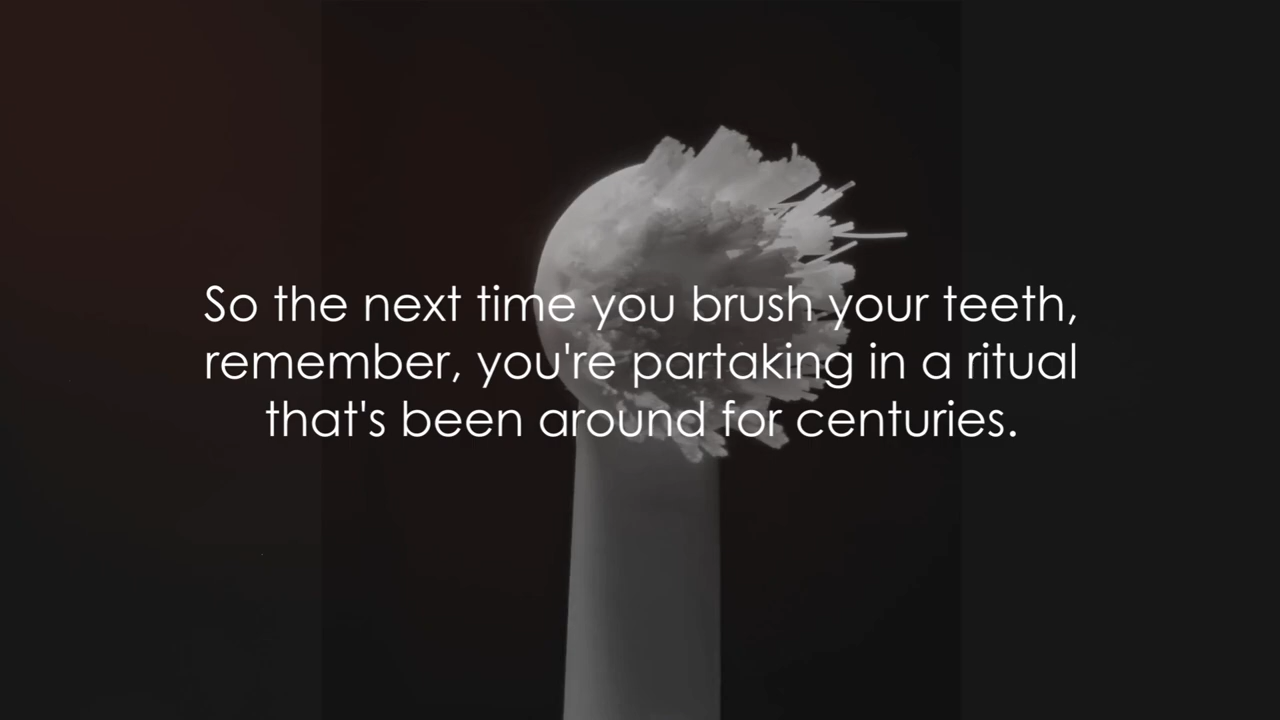 So the next time you brush your teeth,
remember, you're partaking in a ritual
that's been around for centuries.